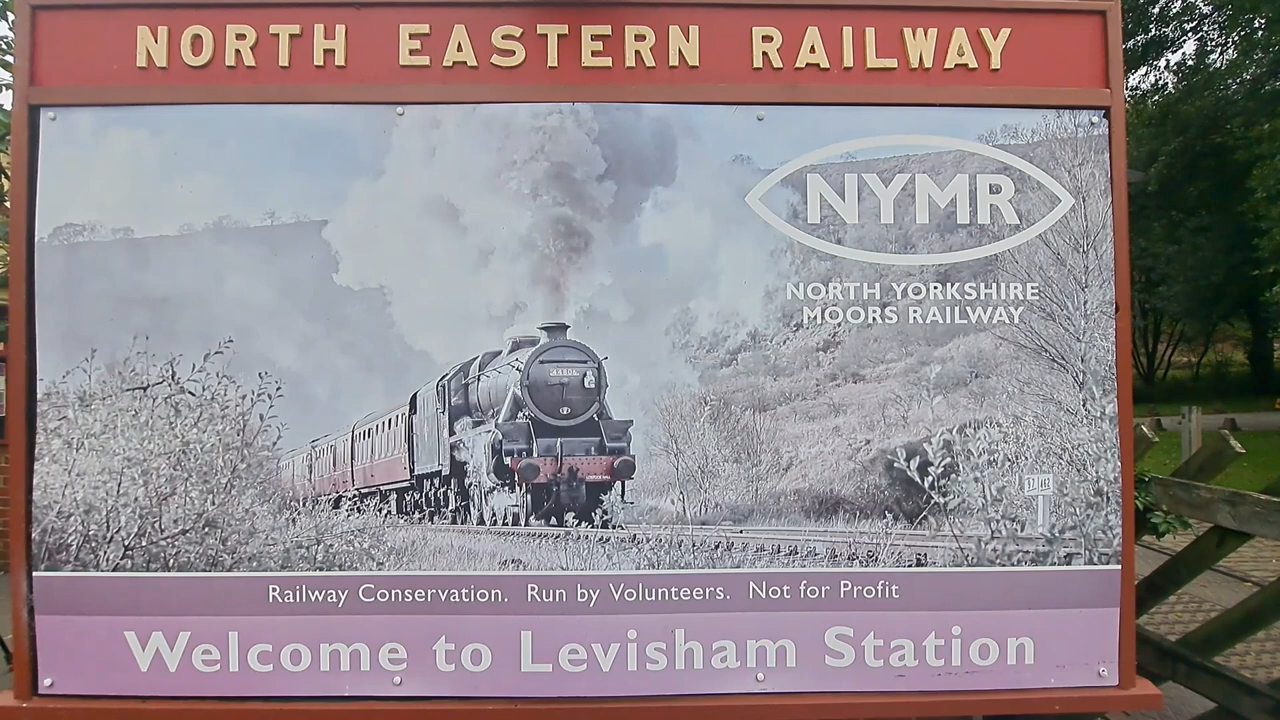 NORTH EASTERN RAILWAY
NYMR
NORTH YORKSHIRE
MOORS RAILWAY
44806
Railway Conservation. Run by Volunteers. Not for Profit
Welcome to Levisham Station